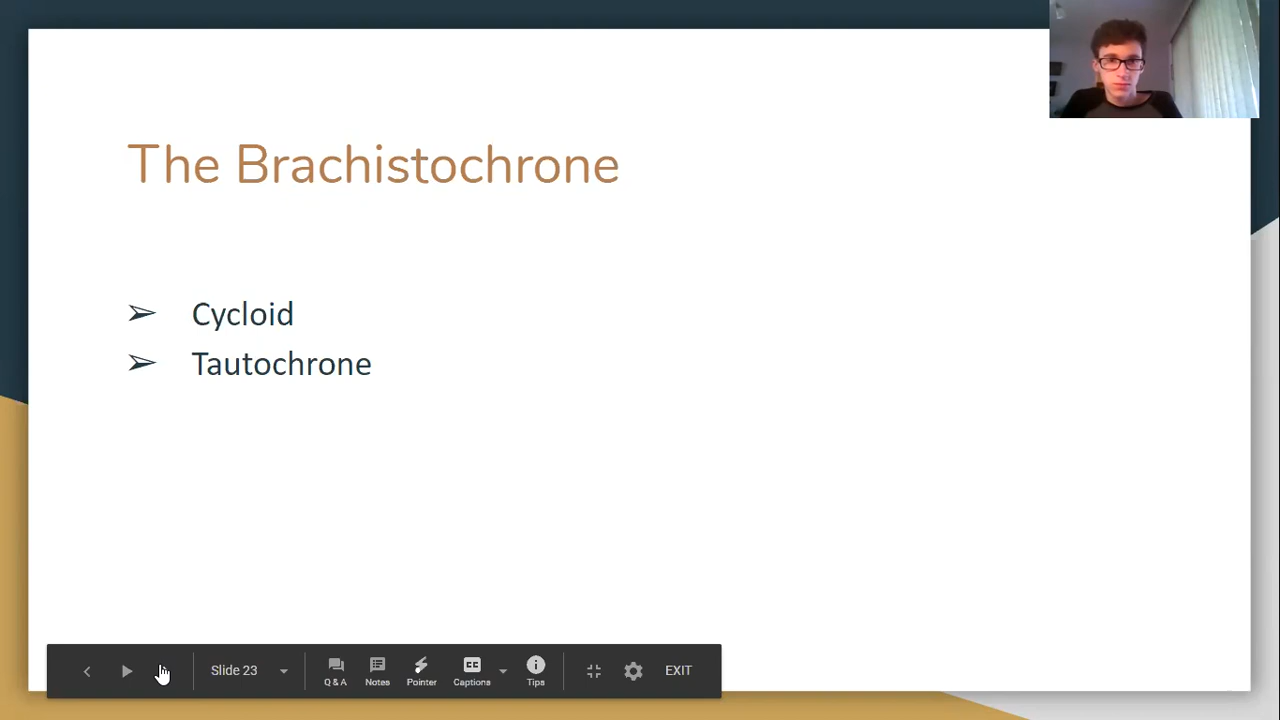 The Brachistochrone
➢ Cycloid
➢ Tautochrone
Slide 23 Q & A Notes Pointer Captions Tips EXIT